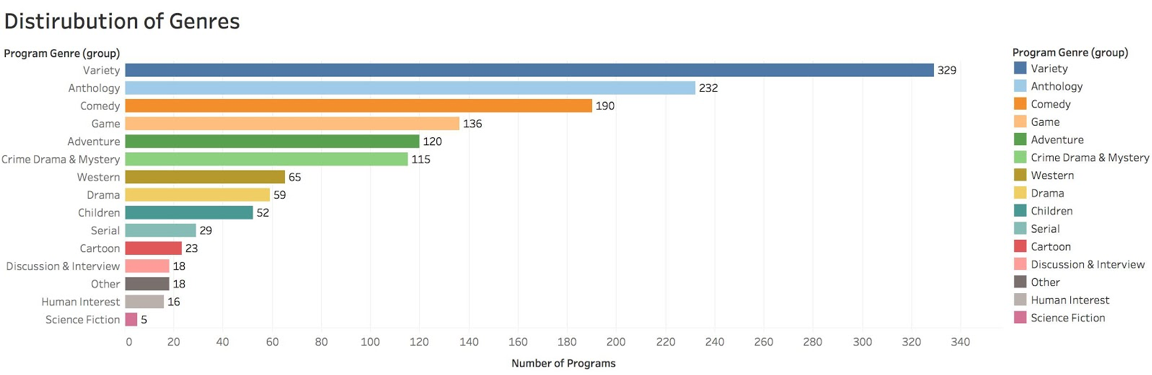 Distirubution of Genres
Program Genre (group)
Variety 329
Anthology 232
Comedy 190
Game 136
Adventure 120
Crime Drama & Mystery 115
Western 65
Drama 59
Children 52
Serial 29
Cartoon 23
Discussion & Interview 18
Other 18
Human Interest 16
Science Fiction 5
0 20 40 60 80 100 120 140 160 180 200 220 240 260 280 300 320 340
Number of Programs
Program Genre (group)
Variety
Anthology
Comedy
Game
Adventure
Crime Drama & Mystery
Western
Drama
Children
Serial
Cartoon
Discussion & Interview
Other
Human Interest
Science Fiction